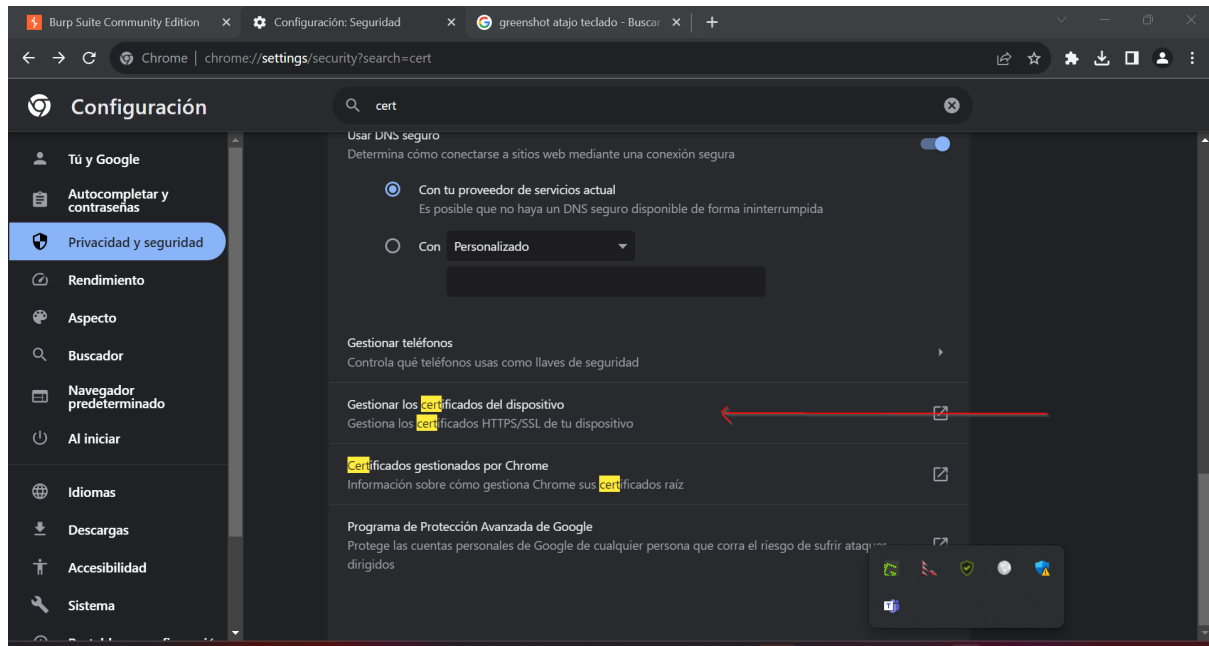 Burp Suite Community Edition
Configuración: Seguridad
greenshot atajo teclado - Buscar
Chrome | chrome://settings/security?search=cert
Configuración
cert
Tú y Google
Autocompletar y
contraseñas
Privacidad y seguridad
Rendimiento
Aspecto
Buscador
Navegador
predeterminado
Al iniciar
Idiomas
Descargas
Accesibilidad
Sistema
Usar DNS seguro
Determina cómo conectarse a sitios web mediante una conexión segura
Con tu proveedor de servicios actual
Es posible que no haya un DNS seguro disponible de forma ininterrumpida
Con Personalizado
Gestionar teléfonos
Controla qué teléfonos usas como llaves de seguridad
Gestionar los certificados del dispositivo
Gestiona los certificados HTTPS/SSL de tu dispositivo
Certificados gestionados por Chrome
Información sobre cómo gestiona Chrome sus certificados raíz
Programa de Protección Avanzada de Google
Protege las cuentas personales de Google de cualquier persona que corra el riesgo de sufrir ataques
dirigidos